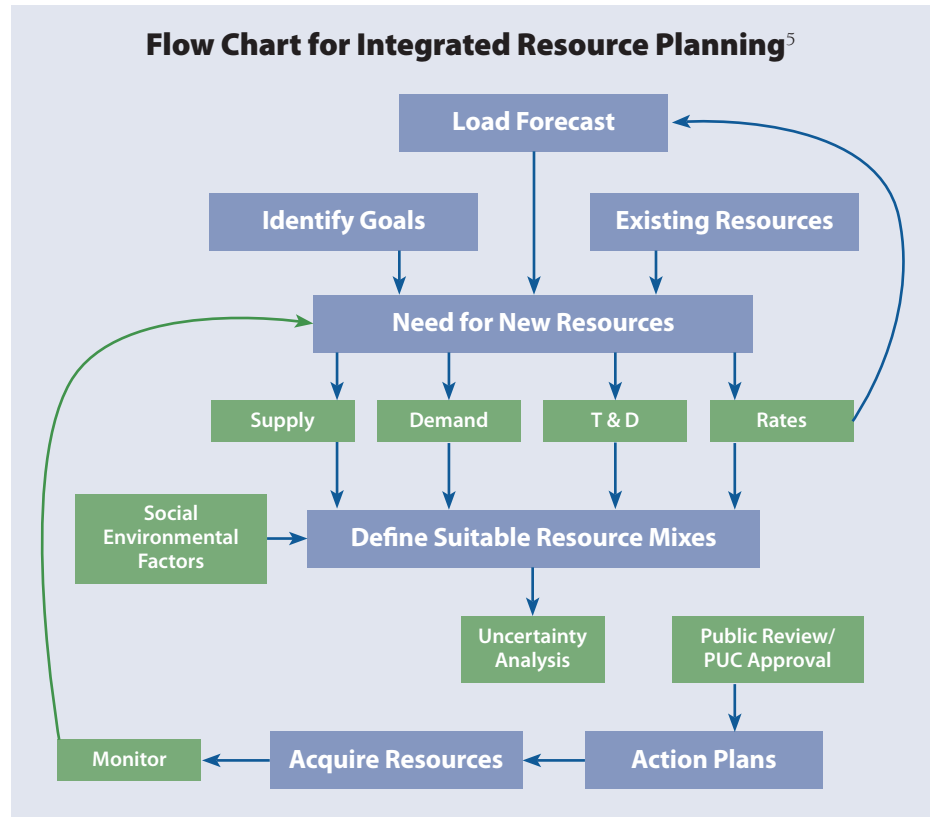 Flow Chart for Integrated Resource Planning5
Load Forecast
Identify Goals
Existing Resources
Need for New Resources
Supply
Demand
T & D
Rates
Social
Environmental
Factors
Define Suitable Resource Mixes
Uncertainty
Analysis
Public Review/
PUC Approval
Monitor
Acquire Resources
Action Plans